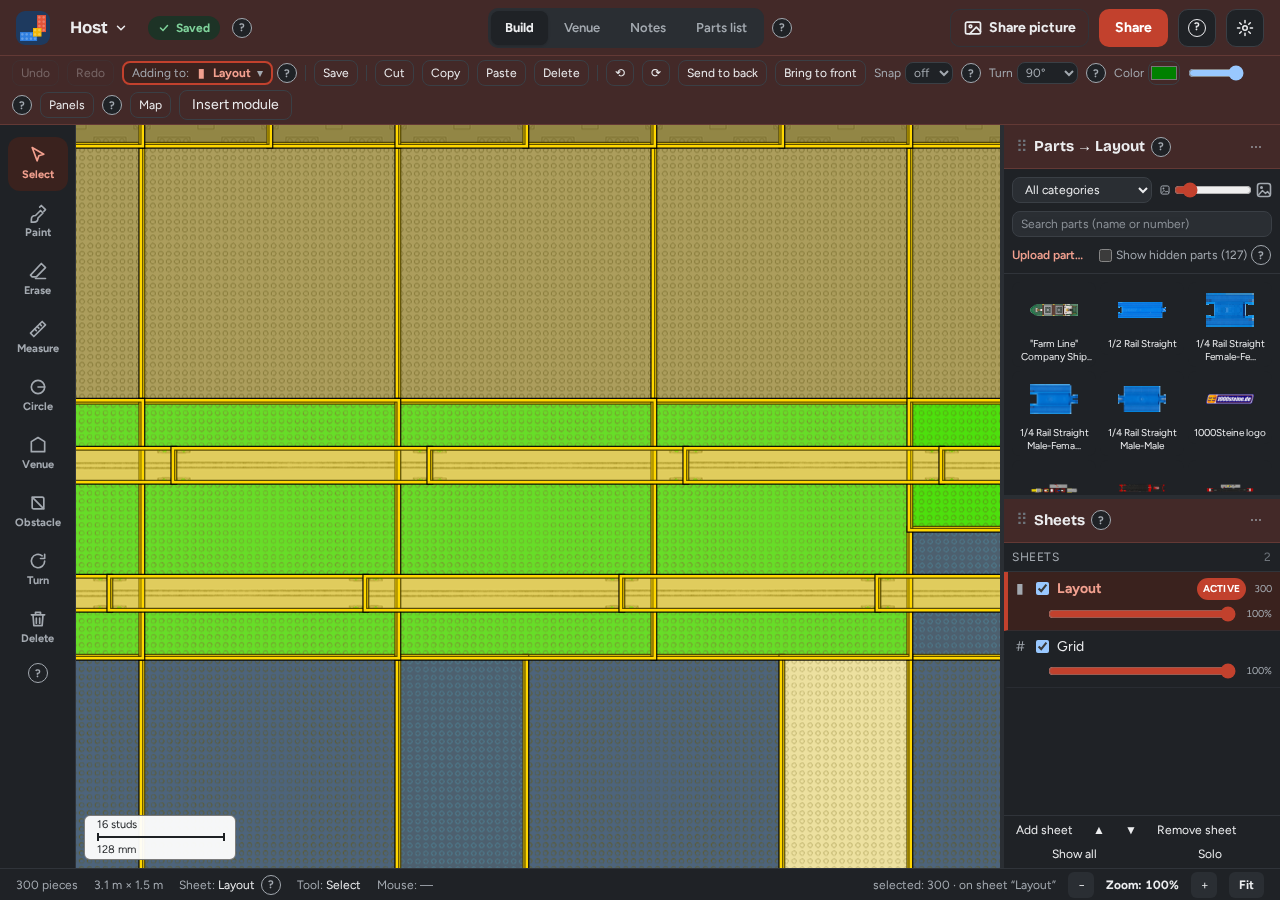 Host
Saved
?
Build
Venue
Notes
Parts list
?
Share picture
Share
?
Undo
Redo
Adding to: Layout ▾
?
Save
Cut
Copy
Paste
Delete
⟲
⟳
Send to back
Bring to front
Snap off
?
Turn 90°
?
Color
?
Panels
?
Map
Insert module
Select
Paint
Erase
Measure
Circle
Venue
Obstacle
Turn
Delete
?
16 studs
128 mm
Parts → Layout ?
...
All categories
Search parts (name or number)
Upload part...
Show hidden parts (127) ?
"Farm Line"
Company Ship...
1/2 Rail Straight
1/4 Rail Straight
Female-Fe...
1/4 Rail Straight
Male-Fema...
1/4 Rail Straight
Male-Male
1000Steine logo
Sheets ?
...
SHEETS
2
Layout
ACTIVE
300
100%
# Grid
100%
Add sheet
▲
▼
Remove sheet
Show all
Solo
300 pieces
3.1 m × 1.5 m
Sheet: Layout ?
Tool: Select
Mouse: —
selected: 300 · on sheet “Layout”
−
Zoom: 100%
+
Fit